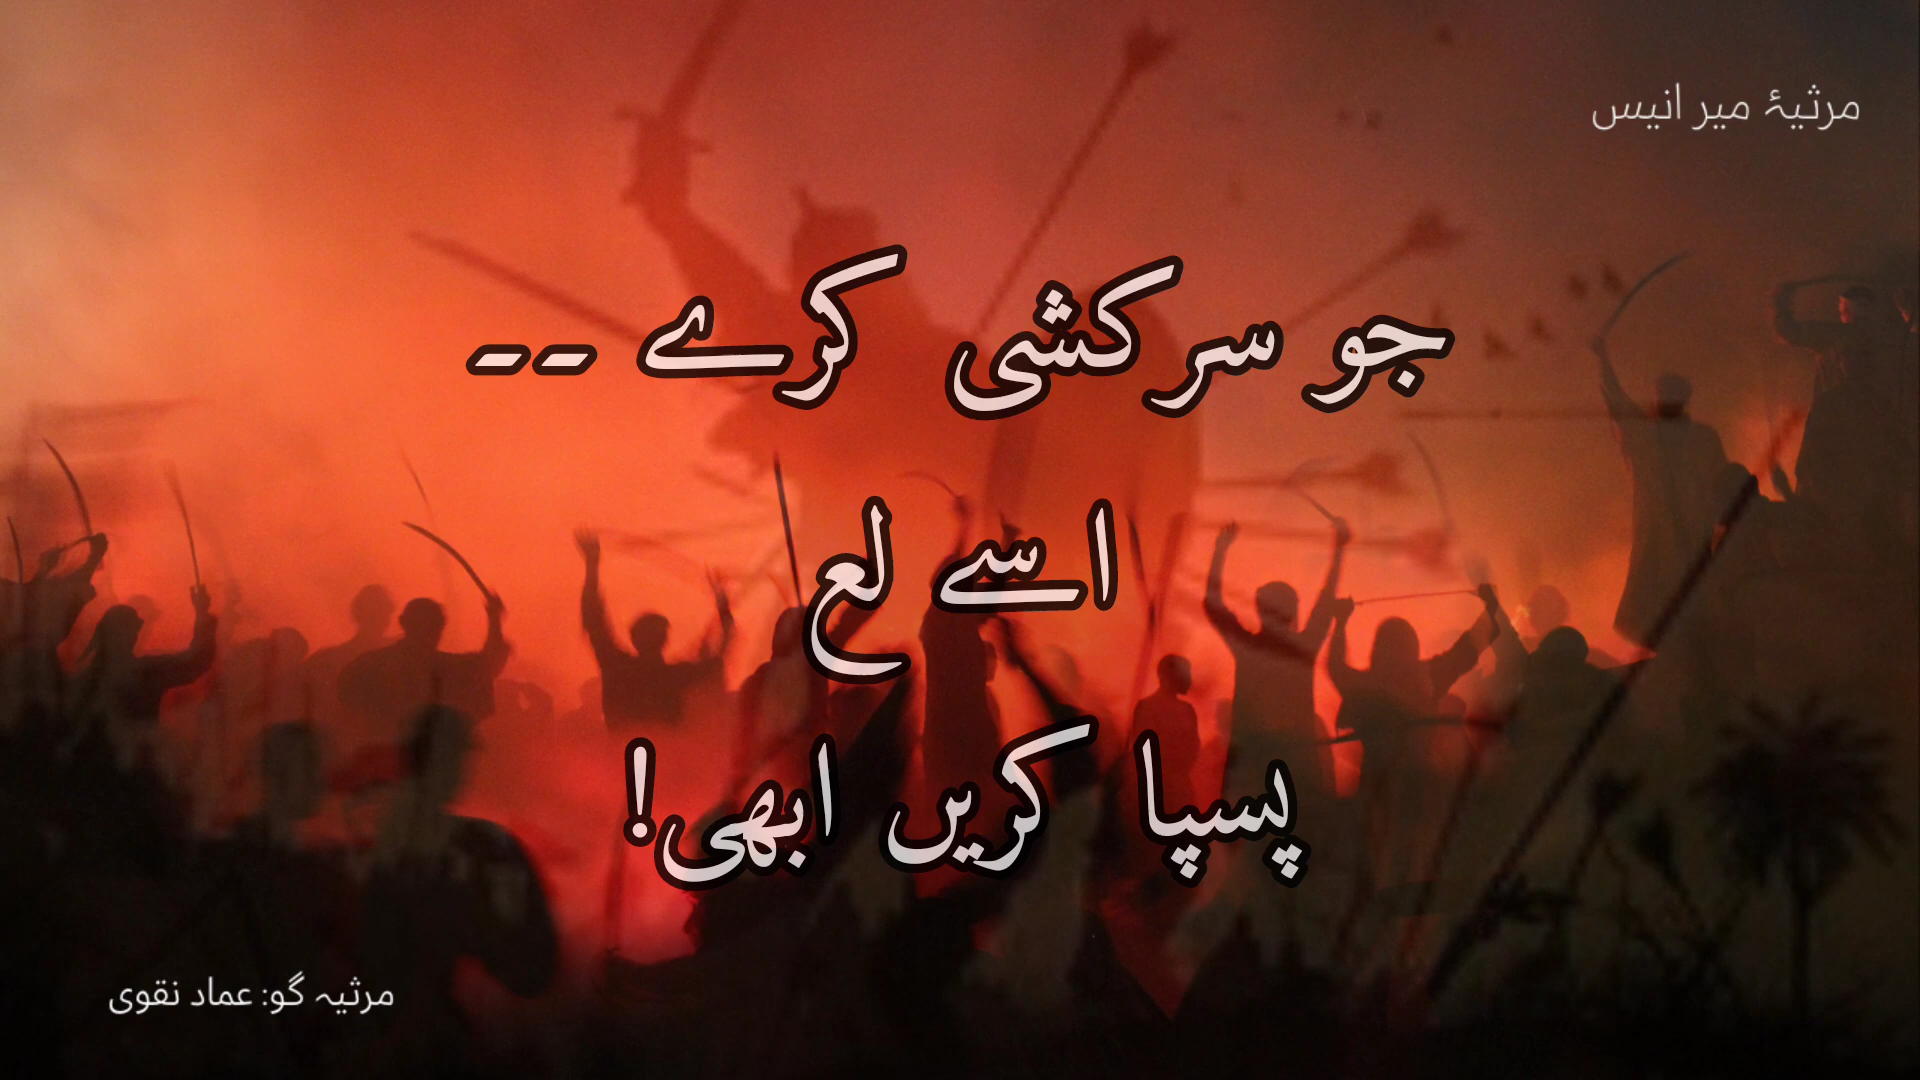 مرثیۂ میر انیس
جو سرکشی کرے --
اسے لع
پسپا کریں ابھی!
مرثیہ گو: عماد نقوی